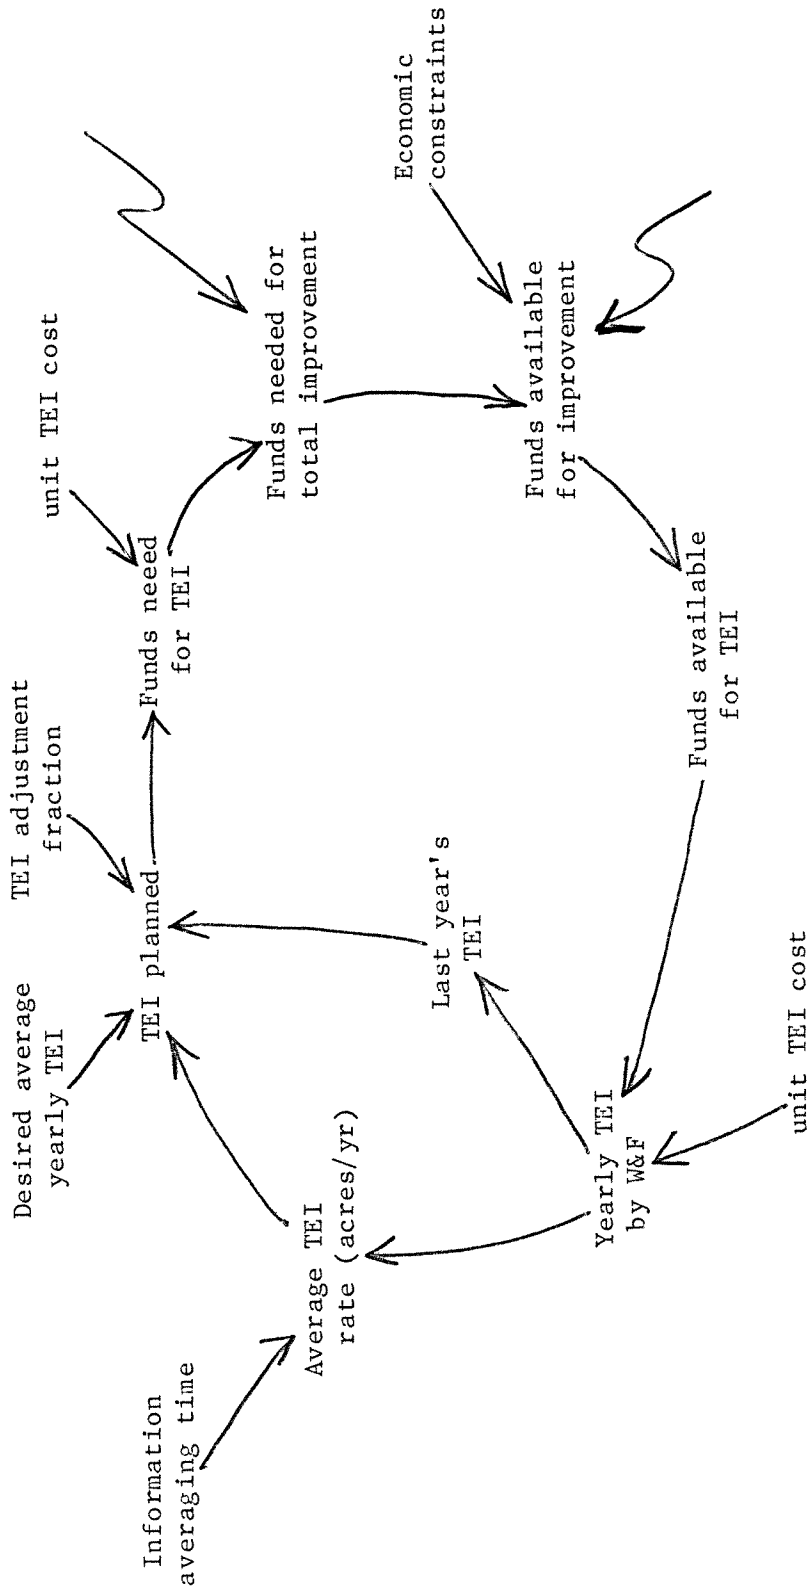 Desired average
yearly TEI
TEI adjustment
fraction
unit TEI cost
Information
averaging time
TEI planned
Funds neeed
for TEI
Average TEI
rate (acres/yr)
Last year's
TEI
Funds needed for
total improvement
Economic
constraints
Yearly TEI
by W&F
Funds available
for improvement
Funds available
for TEI
unit TEI cost